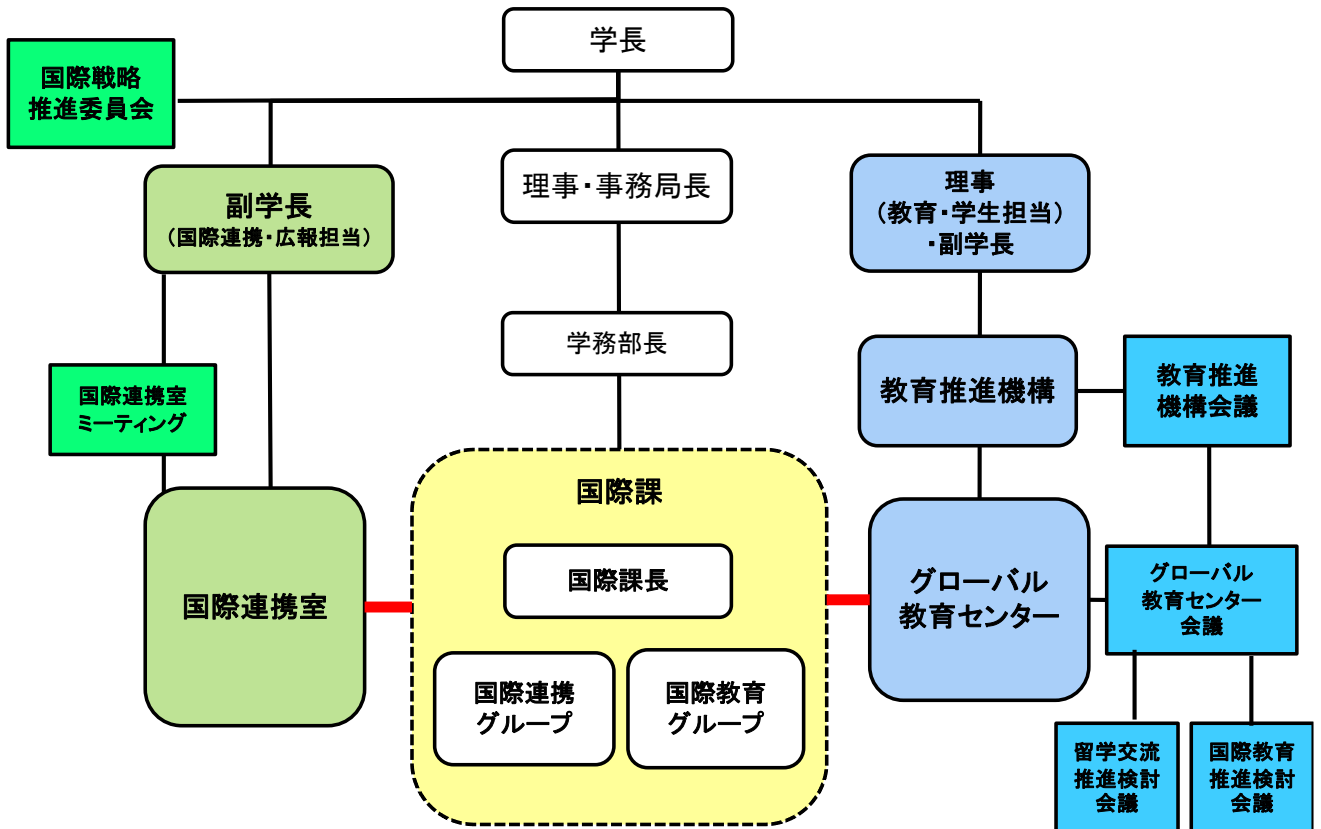 学長
国際戦略
推進委員会
副学長
（国際連携・広報担当）
理事・事務局長
理事
（教育・学生担当）
・副学長
学務部長
国際連携室
ミーティング
教育推進機構
教育推進
機構会議
国際課
国際課長
国際連携
グループ
国際教育
グループ
国際連携室
グローバル
教育センター
グローバル
教育センター
会議
留学交流
推進検討
会議
国際教育
推進検討
会議